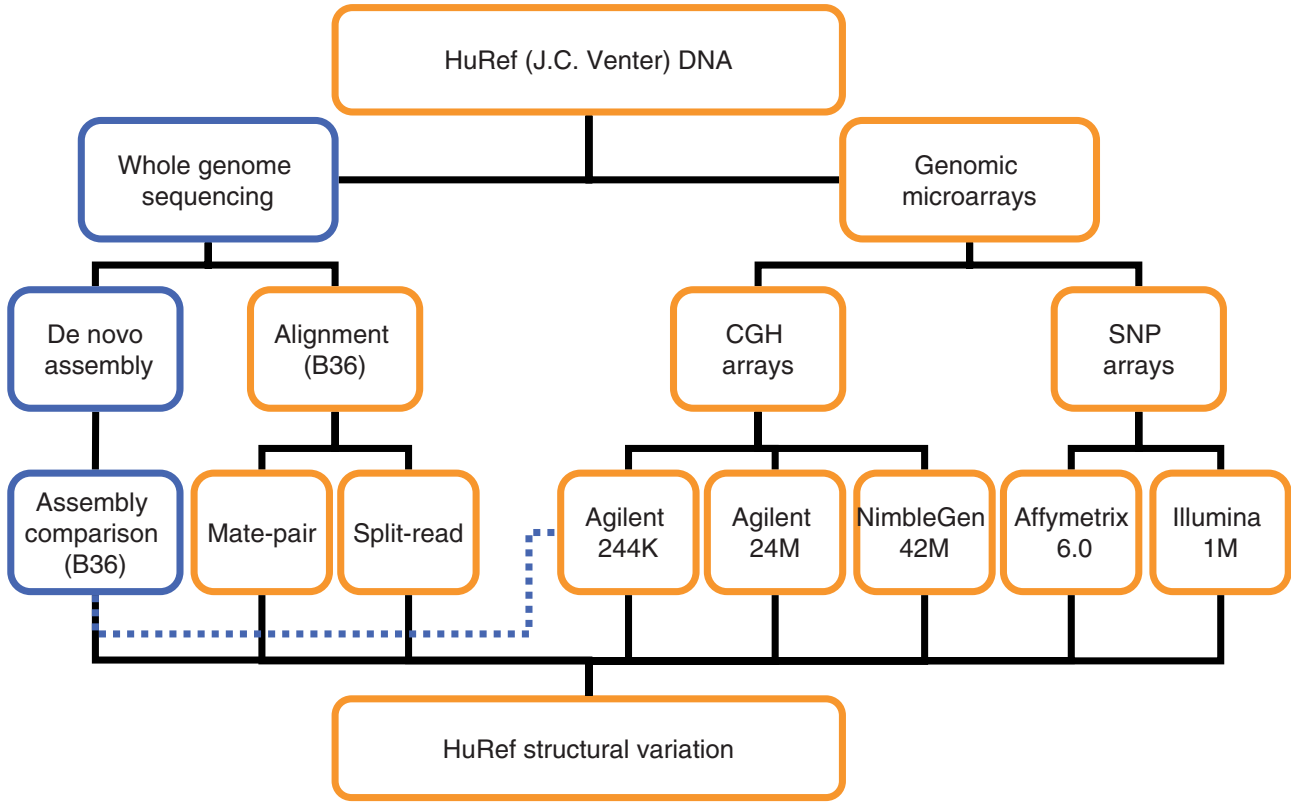 HuRef (J.C. Venter) DNA
Whole genome
sequencing
Genomic
microarrays
De novo
assembly
Alignment
(B36)
CGH
arrays
SNP
arrays
Assembly
comparison
(B36)
Mate-pair
Split-read
Agilent
244K
Agilent
24M
NimbleGen
42M
Affymetrix
6.0
Illumina
1M
HuRef structural variation